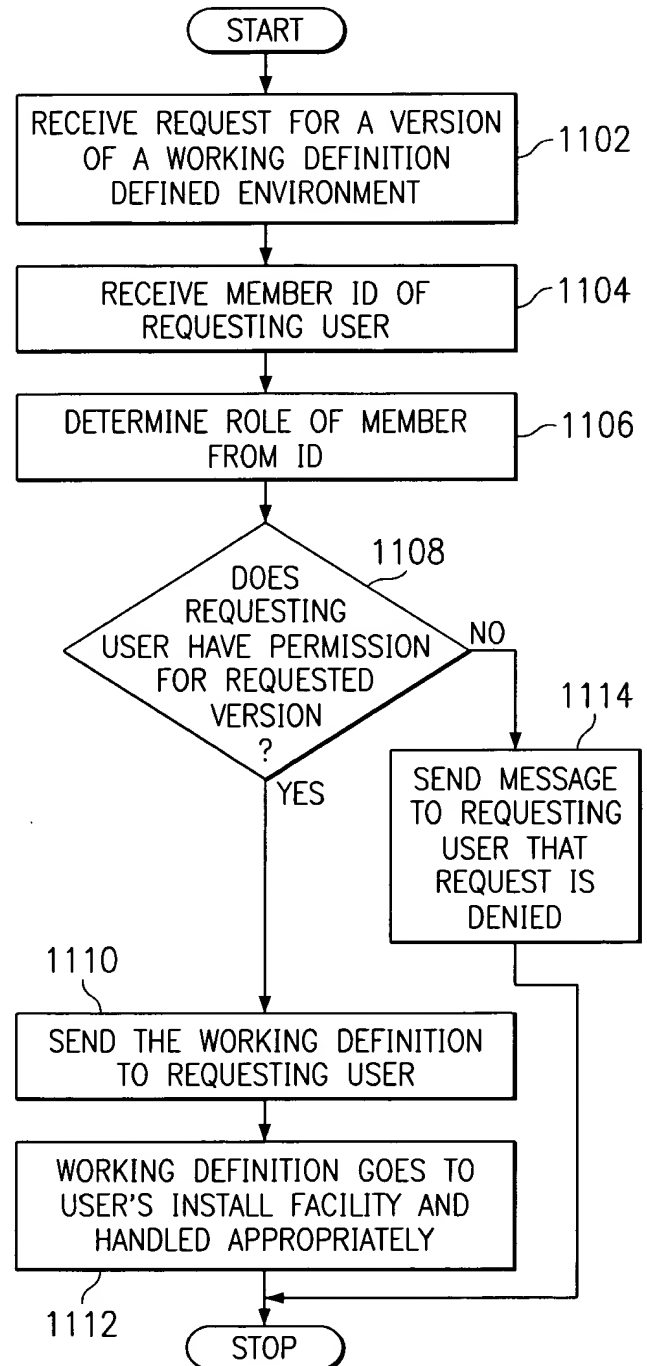 START
RECEIVE REQUEST FOR A VERSION
OF A WORKING DEFINITION
DEFINED ENVIRONMENT
1102
RECEIVE MEMBER ID OF
REQUESTING USER
1104
DETERMINE ROLE OF MEMBER
FROM ID
1106
1108
DOES
REQUESTING
USER HAVE PERMISSION
FOR REQUESTED
VERSION
?
NO
YES
1114
SEND MESSAGE
TO REQUESTING
USER THAT
REQUEST IS
DENIED
1110
SEND THE WORKING DEFINITION
TO REQUESTING USER
WORKING DEFINITION GOES TO
USER'S INSTALL FACILITY AND
HANDLED APPROPRIATELY
1112
STOP